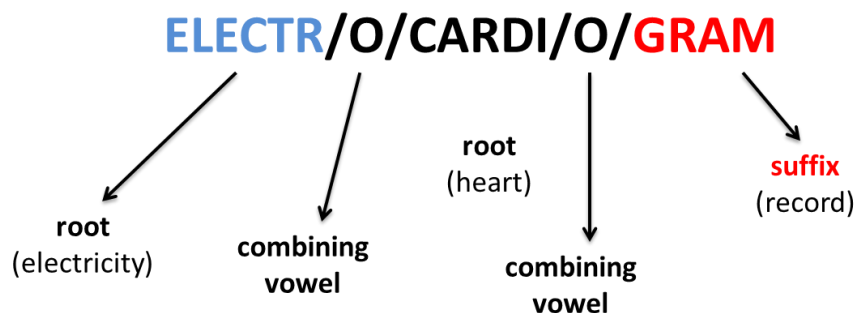 ELECTR/O/CARDI/O/GRAM
root
(electricity)
combining
vowel
root
(heart)
combining
vowel
suffix
(record)